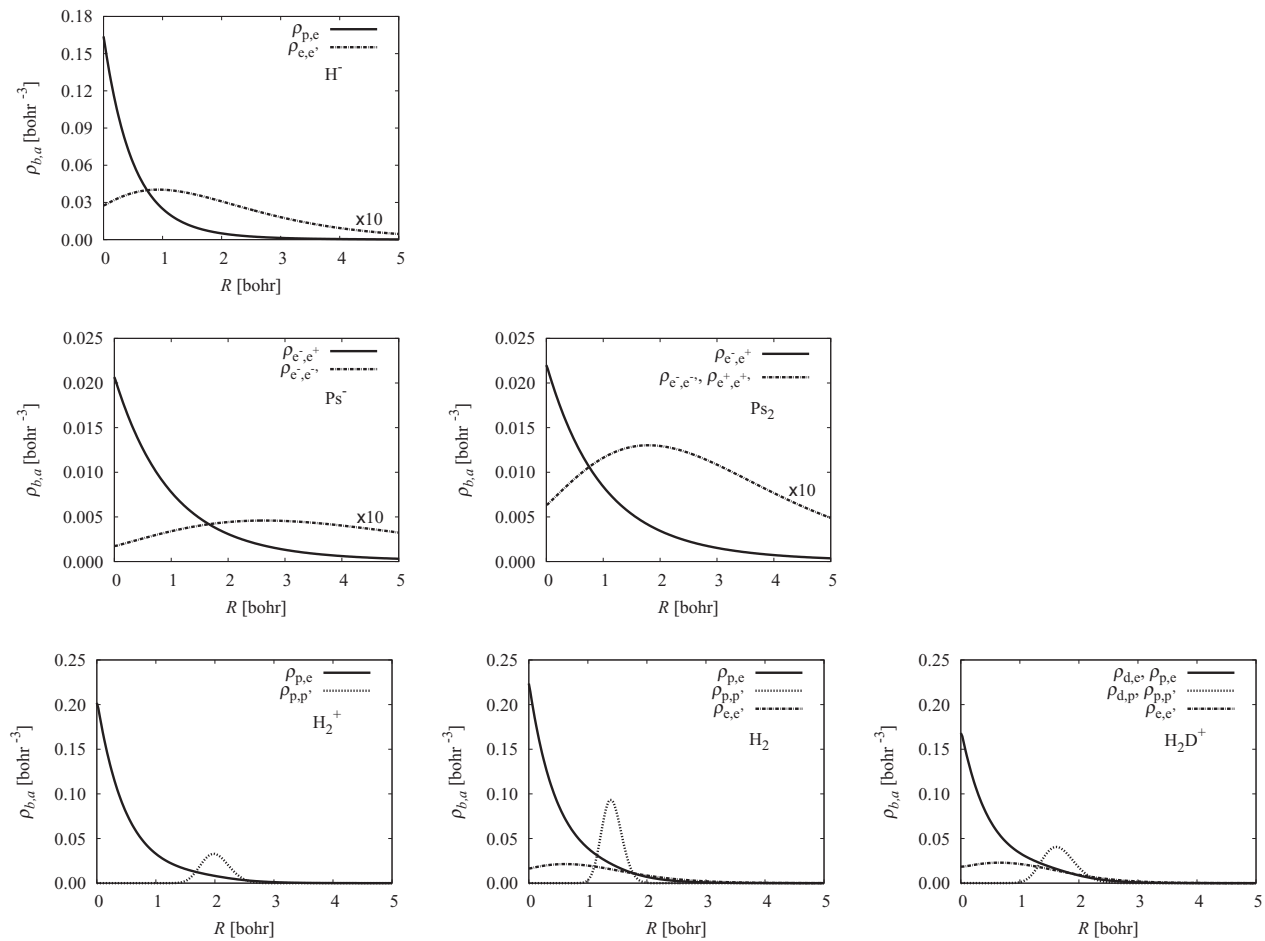 0.18
0.15
0.12
0.09
0.06
0.03
0.00
ρb,a [bohr -3]
ρp,e
ρe,e'
H-
x10
0 1 2 3 4 5
R [bohr]
0.025
0.020
0.015
0.010
0.005
0.000
ρb,a [bohr -3]
ρe-,e+
ρe-,e-'
Ps-
x10
0 1 2 3 4 5
R [bohr]
0.025
0.020
0.015
0.010
0.005
0.000
ρb,a [bohr -3]
ρe-,e+
ρe-,e-', ρe+,e+'
Ps2
x10
0 1 2 3 4 5
R [bohr]
0.25
0.20
0.15
0.10
0.05
0.00
ρb,a [bohr -3]
ρp,e
ρp,p'
H2+
0 1 2 3 4 5
R [bohr]
0.25
0.20
0.15
0.10
0.05
0.00
ρb,a [bohr -3]
ρp,e
ρp,p'
ρe,e'
H2
0 1 2 3 4 5
R [bohr]
0.25
0.20
0.15
0.10
0.05
0.00
ρb,a [bohr -3]
ρd,e, ρp,e
ρd,p, ρp,p'
ρe,e'
H2D+
0 1 2 3 4 5
R [bohr]